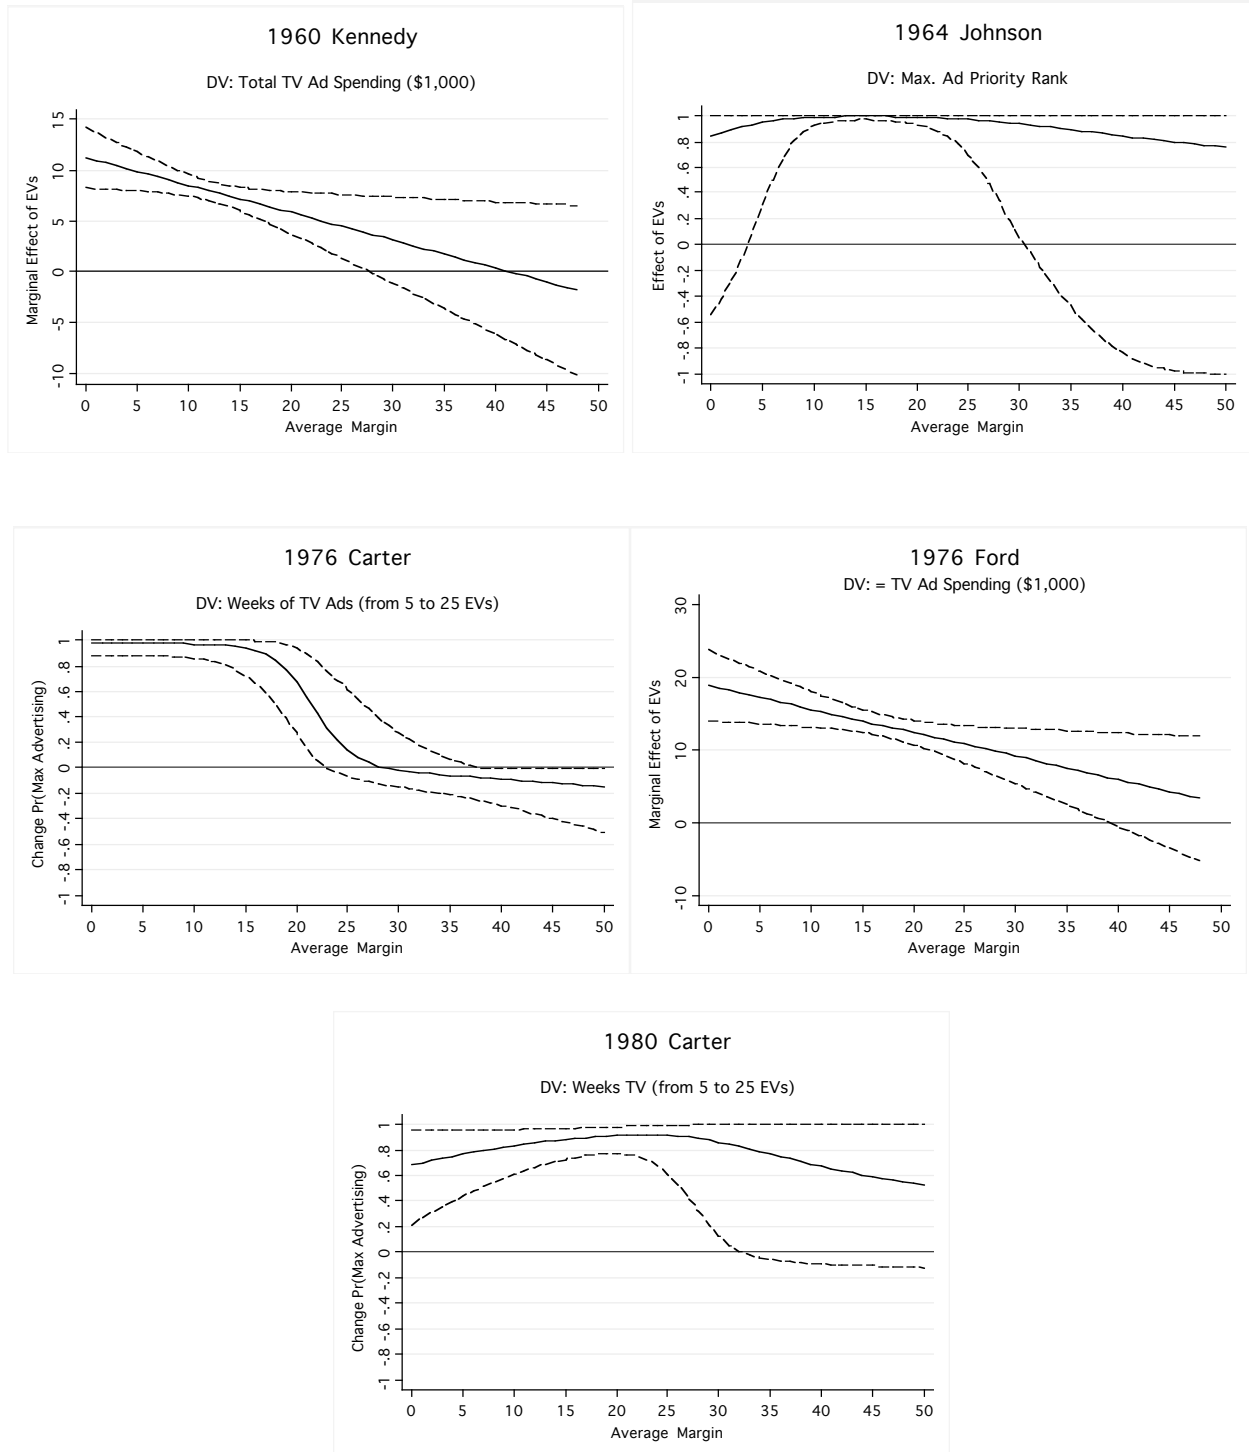 1960 Kennedy
DV: Total TV Ad Spending ($1,000)
Marginal Effect of EVs
15
10
5
0
-5
-10
0 5 10 15 20 25 30 35 40 45 50
Average Margin
1964 Johnson
DV: Max. Ad Priority Rank
Effect of EVs
1
.8
.6
.4
.2
0
-.2
-.4
-.6
-.8
-1
0 5 10 15 20 25 30 35 40 45 50
Average Margin
1976 Carter
DV: Weeks of TV Ads (from 5 to 25 EVs)
Change Pr(Max Advertising)
1
.8
.6
.4
.2
0
-.2
-.4
-.6
-.8
-1
0 5 10 15 20 25 30 35 40 45 50
Average Margin
1976 Ford
DV: = TV Ad Spending ($1,000)
Marginal Effect of EVs
30
20
10
0
-10
0 5 10 15 20 25 30 35 40 45 50
Average Margin
1980 Carter
DV: Weeks TV (from 5 to 25 EVs)
Change Pr(Max Advertising)
1
.8
.6
.4
.2
0
-.2
-.4
-.6
-.8
-1
0 5 10 15 20 25 30 35 40 45 50
Average Margin